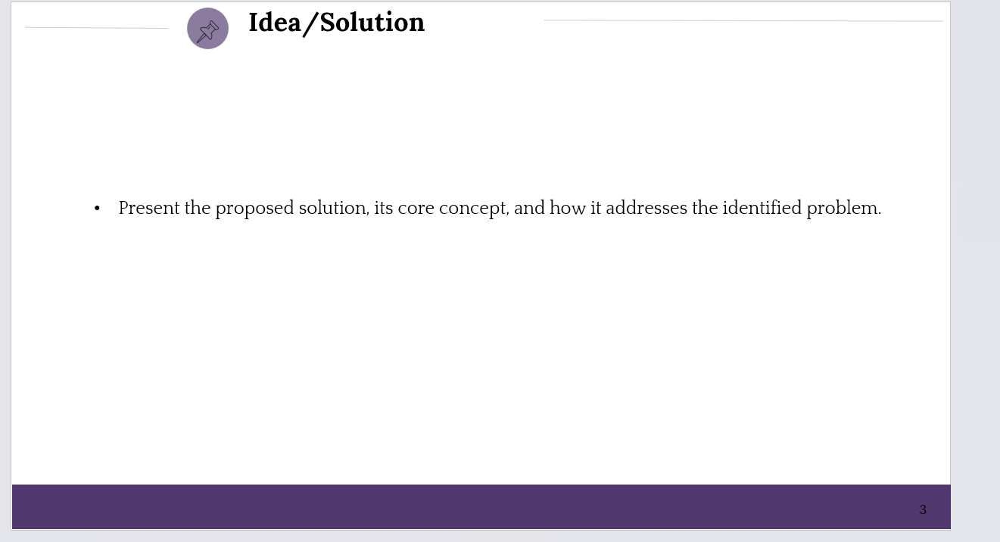 Idea/Solution
• Present the proposed solution, its core concept, and how it addresses the identified problem.
3